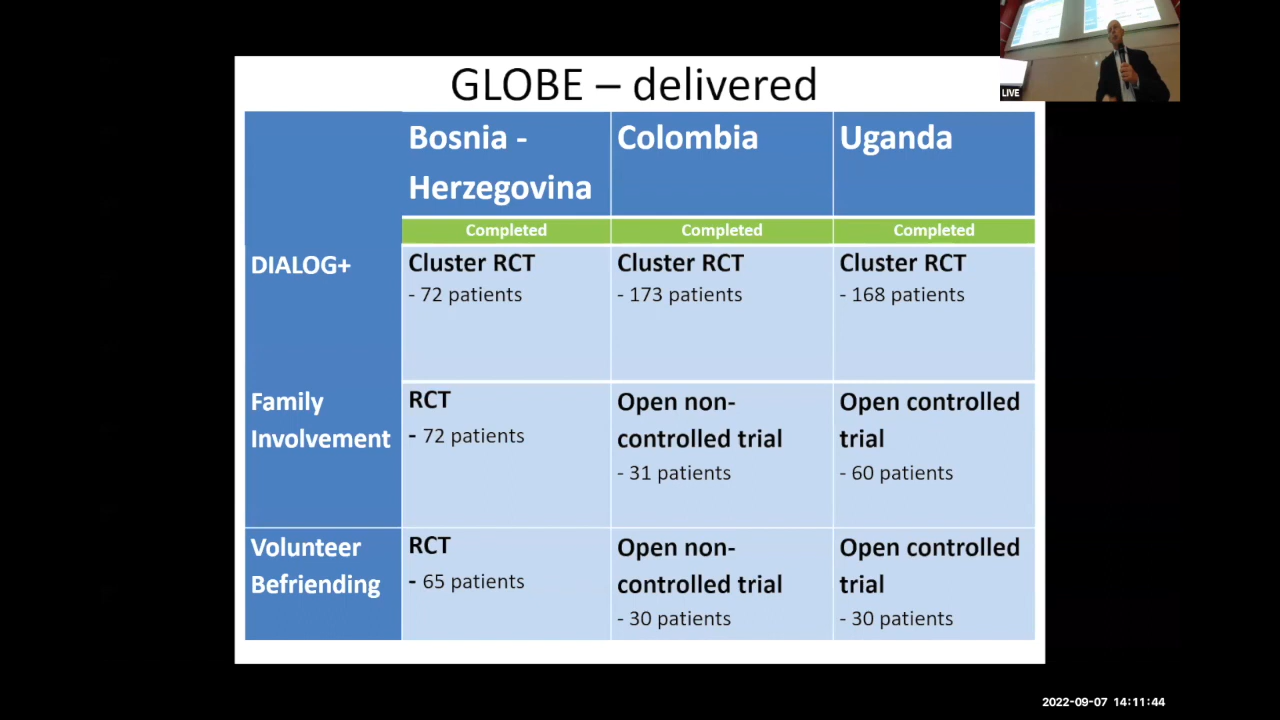 GLOBE – delivered
LIVE
Bosnia -
Herzegovina
Colombia
Uganda
Completed
Completed
Completed
DIALOG+
Cluster RCT
- 72 patients
Cluster RCT
- 173 patients
Cluster RCT
- 168 patients
Family
Involvement
RCT
- 72 patients
Open non-
controlled trial
- 31 patients
Open controlled
trial
- 60 patients
Volunteer
Befriending
RCT
- 65 patients
Open non-
controlled trial
- 30 patients
Open controlled
trial
- 30 patients
2022-09-07 14:11:44